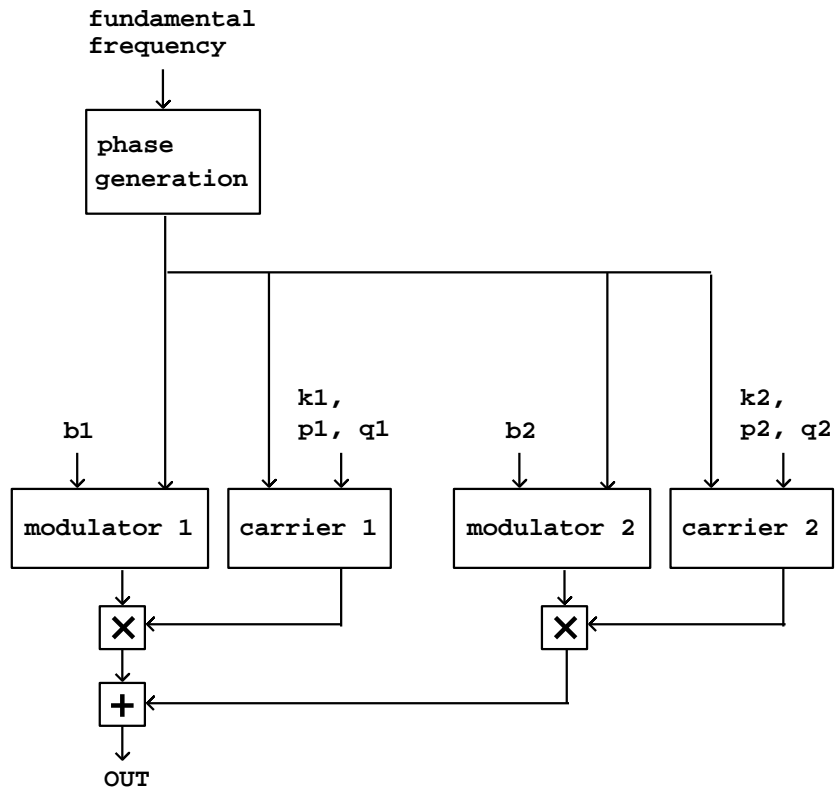 fundamental
frequency
phase
generation
k1,
k2,
b1
p1, q1
b2
p2, q2
modulator 1
carrier 1
modulator 2
carrier 2
×
×
+
OUT